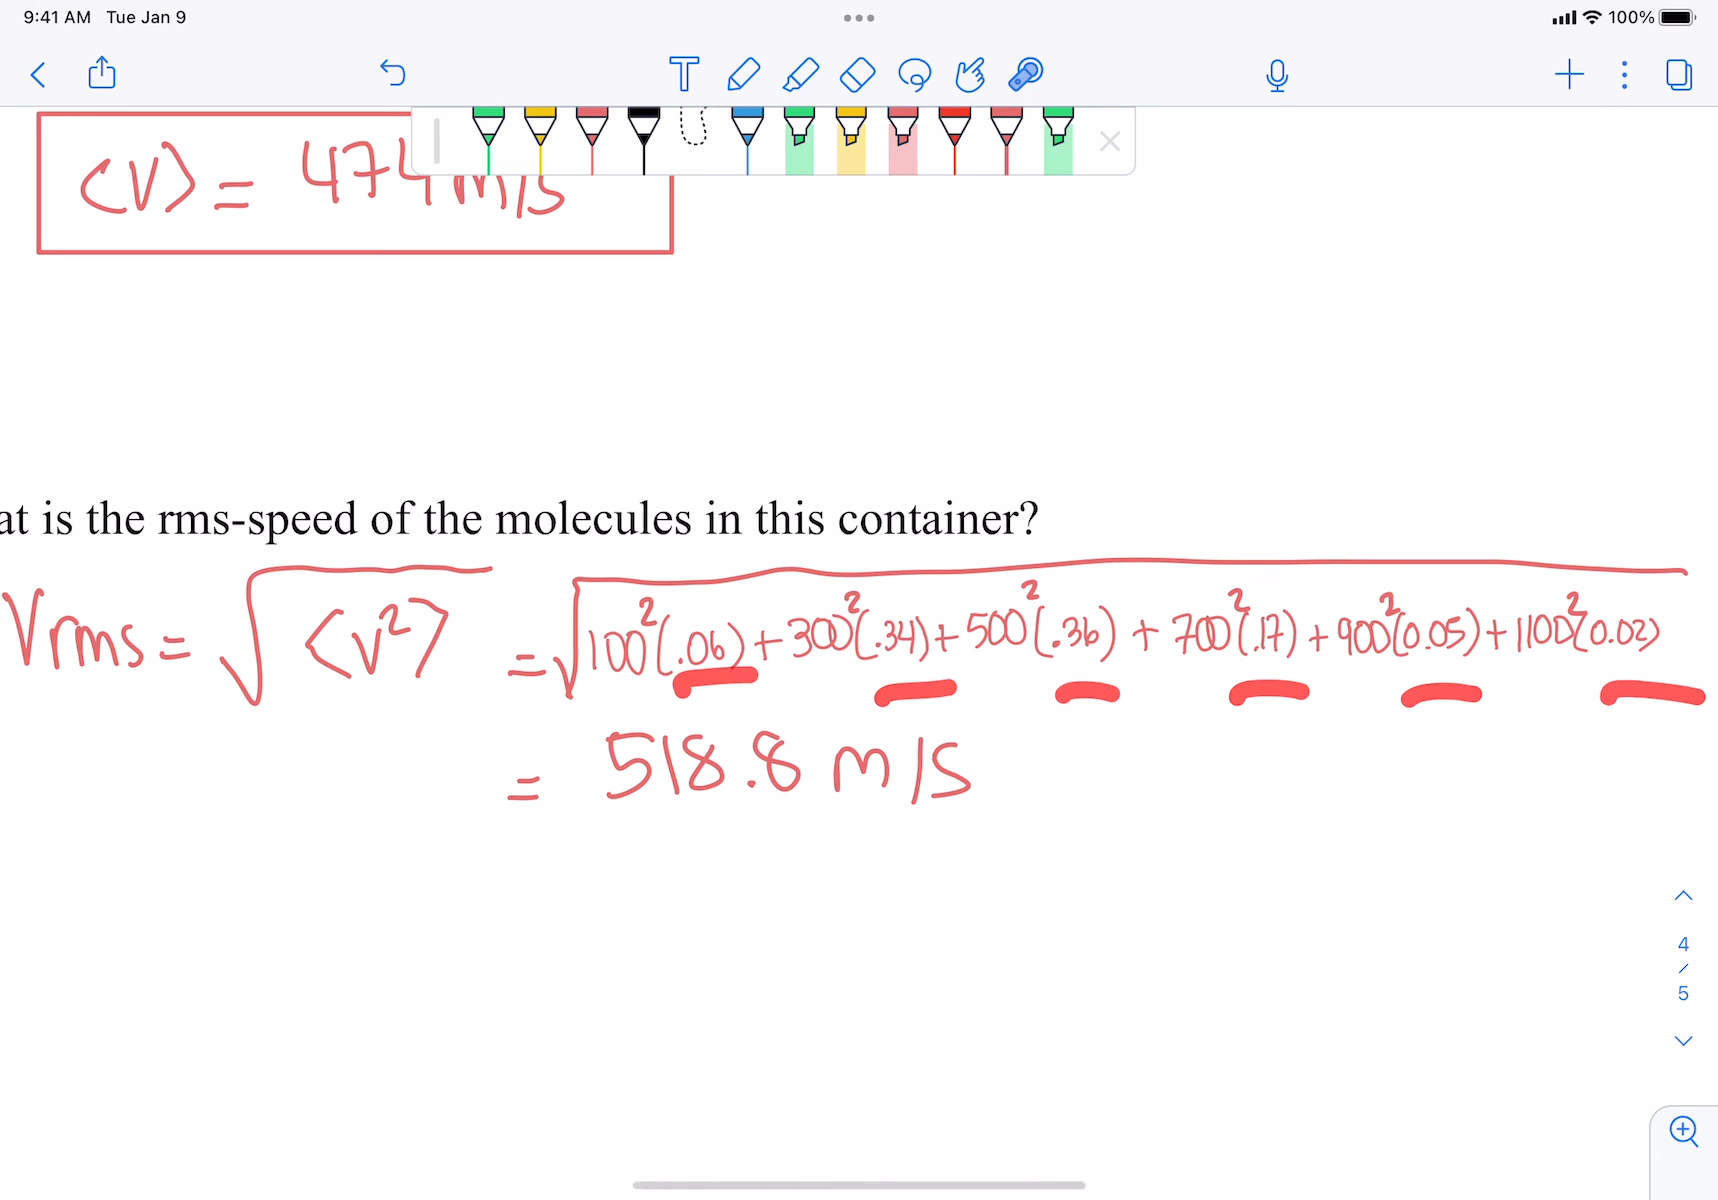 9:41 AM Tue Jan 9
100%
⟨V⟩ = 474 m/s
at is the rms-speed of the molecules in this container?
Vrms = √⟨v²⟩ = √100²(.06) + 300²(.34) + 500²(.36) + 700²(.17) + 900²(0.05) + 1100²(0.02)
= 518.8 m/s
4
/
5